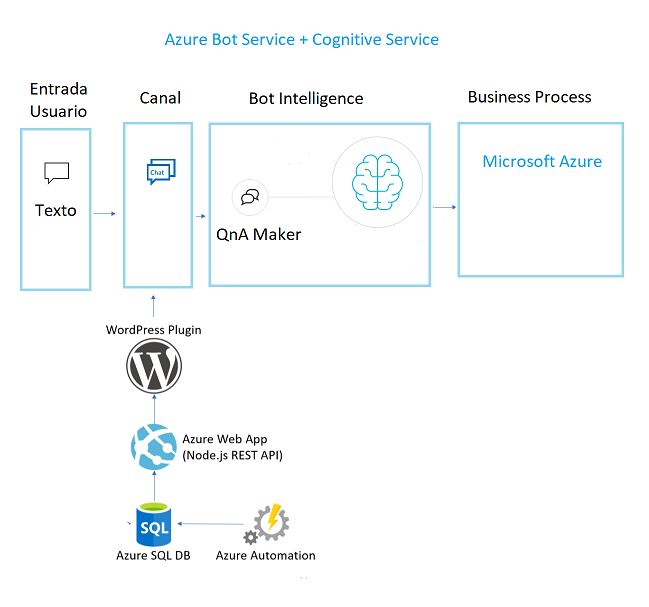 Azure Bot Service + Cognitive Service
Entrada
Usuario
Canal
Bot Intelligence
Business Process
Texto
Chat
QnA Maker
Microsoft Azure
WordPress Plugin
W
Azure Web App
(Node.js REST API)
SQL
Azure SQL DB
Azure Automation